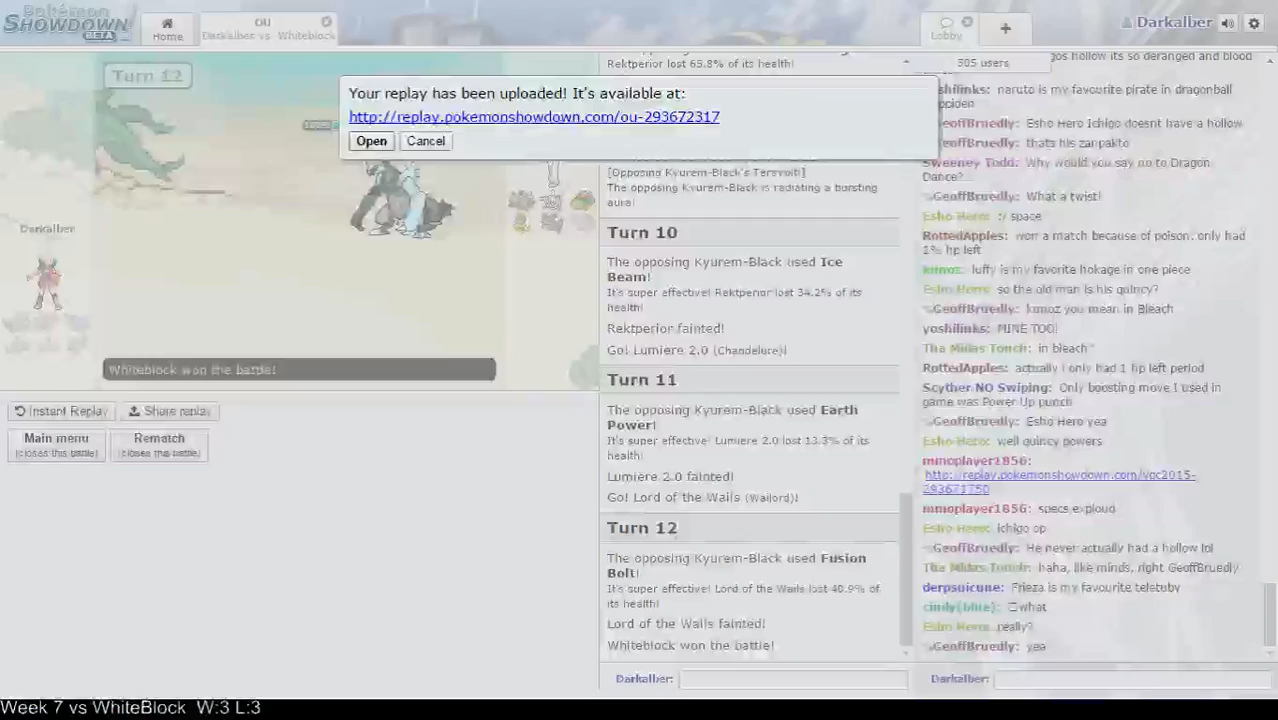 Pokémon
SHOWDOWN
BETA
Home
OU
Darkalber vs Whiteblock
Lobby
+
Darkalber
Turn 12
Your replay has been uploaded! It's available at:
http://replay.pokemonshowdown.com/ou-293672317
Open
Cancel
Darkalber
Whiteblock won the battle!
Instant Replay
Share replay
Main menu
(closes this battle)
Rematch
(closes this battle)
Rektperior lost 65.8% of its health!
[Opposing Kyurem-Black's Teravolt!]
The opposing Kyurem-Black is radiating a bursting
aura!
Turn 10
The opposing Kyurem-Black used Ice
Beam!
It's super effective! Rektperior lost 34.2% of its
health!
Rektperior fainted!
Go! Lumiere 2.0 (Chandelure)!
Turn 11
The opposing Kyurem-Black used Earth
Power!
It's super effective! Lumiere 2.0 lost 13.3% of its
health!
Lumiere 2.0 fainted!
Go! Lord of the Wails (Wailord)!
Turn 12
The opposing Kyurem-Black used Fusion
Bolt!
It's super effective! Lord of the Wails lost 40.9% of
its health!
Lord of the Wails fainted!
Whiteblock won the battle!
Darkalber:
305 users
hollow its so deranged and blood
yoshilinks: naruto is my favourite pirate in dragonball
GeoffBruedly: Esho Hero Ichigo doesnt have a hollow
GeoffBruedly: thats his zanpakto
Sweeney Todd: Why would you say no to Dragon
Dance?
GeoffBruedly: What a twist!
Esho Hero: :/ space
RottedApples: won a match because of poison. only had
1% hp left
kunoz: luffy is my favorite hokage in one piece
Esho Hero: so the old man is his quincy?
GeoffBruedly: kunoz you mean in Bleach
yoshilinks: MINE TOO!
The Midas Touch: in bleach*
RottedApples: actually i only had 1 hp left period
Scyther NO Swiping: Only boosting move I used in
game was Power Up punch
GeoffBruedly: Esho Hero yea
Esho Hero: well quincy powers
mmoplayer1856:
http://replay.pokemonshowdown.com/vgc2015-
293671750
mmoplayer1856: specs exploud
Esho Hero: ichigo op
GeoffBruedly: He never actually had a hollow lol
The Midas Touch: haha, like minds, right GeoffBruedly
derpsuicune: Frieza is my favourite teletuby
cindy(blue): what
Esho Hero: really?
GeoffBruedly: yea
Darkalber:
Week 7 vs WhiteBlock W:3 L:3